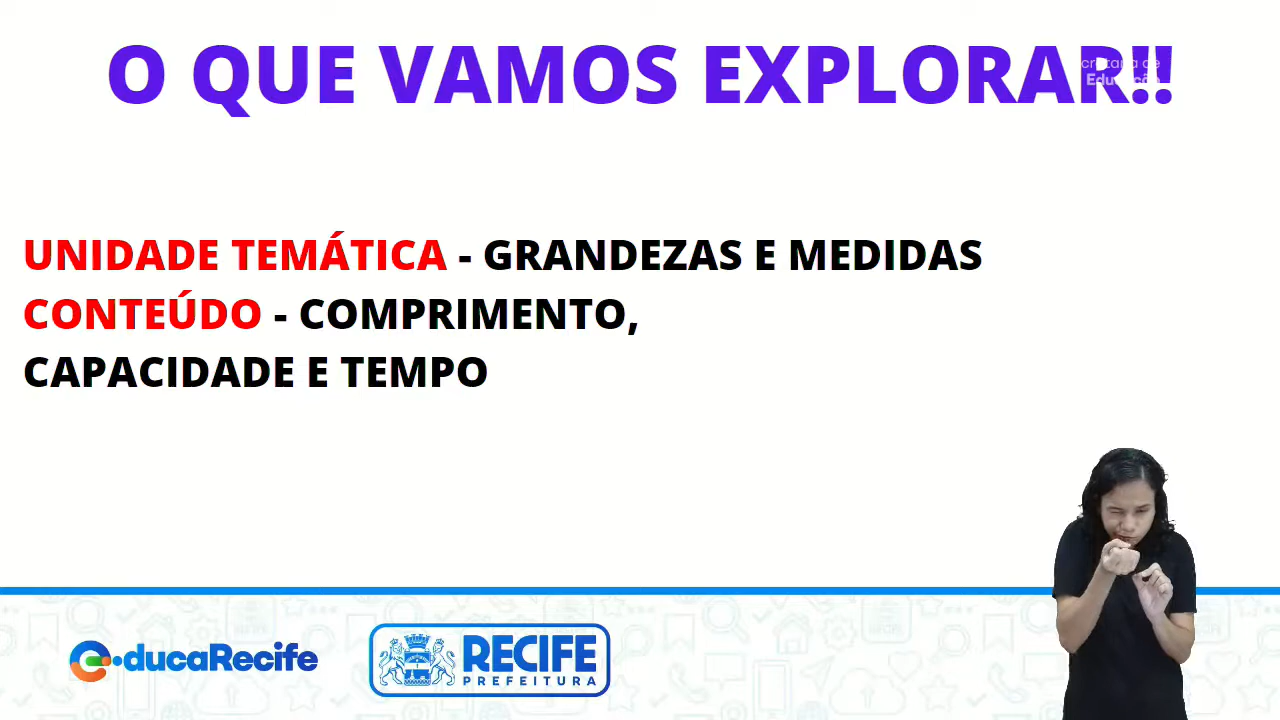 O QUE VAMOS EXPLORAR!!
UNIDADE TEMÁTICA - GRANDEZAS E MEDIDAS
CONTEÚDO - COMPRIMENTO,
CAPACIDADE E TEMPO
educaRecife
RECIFE
PREFEITURA